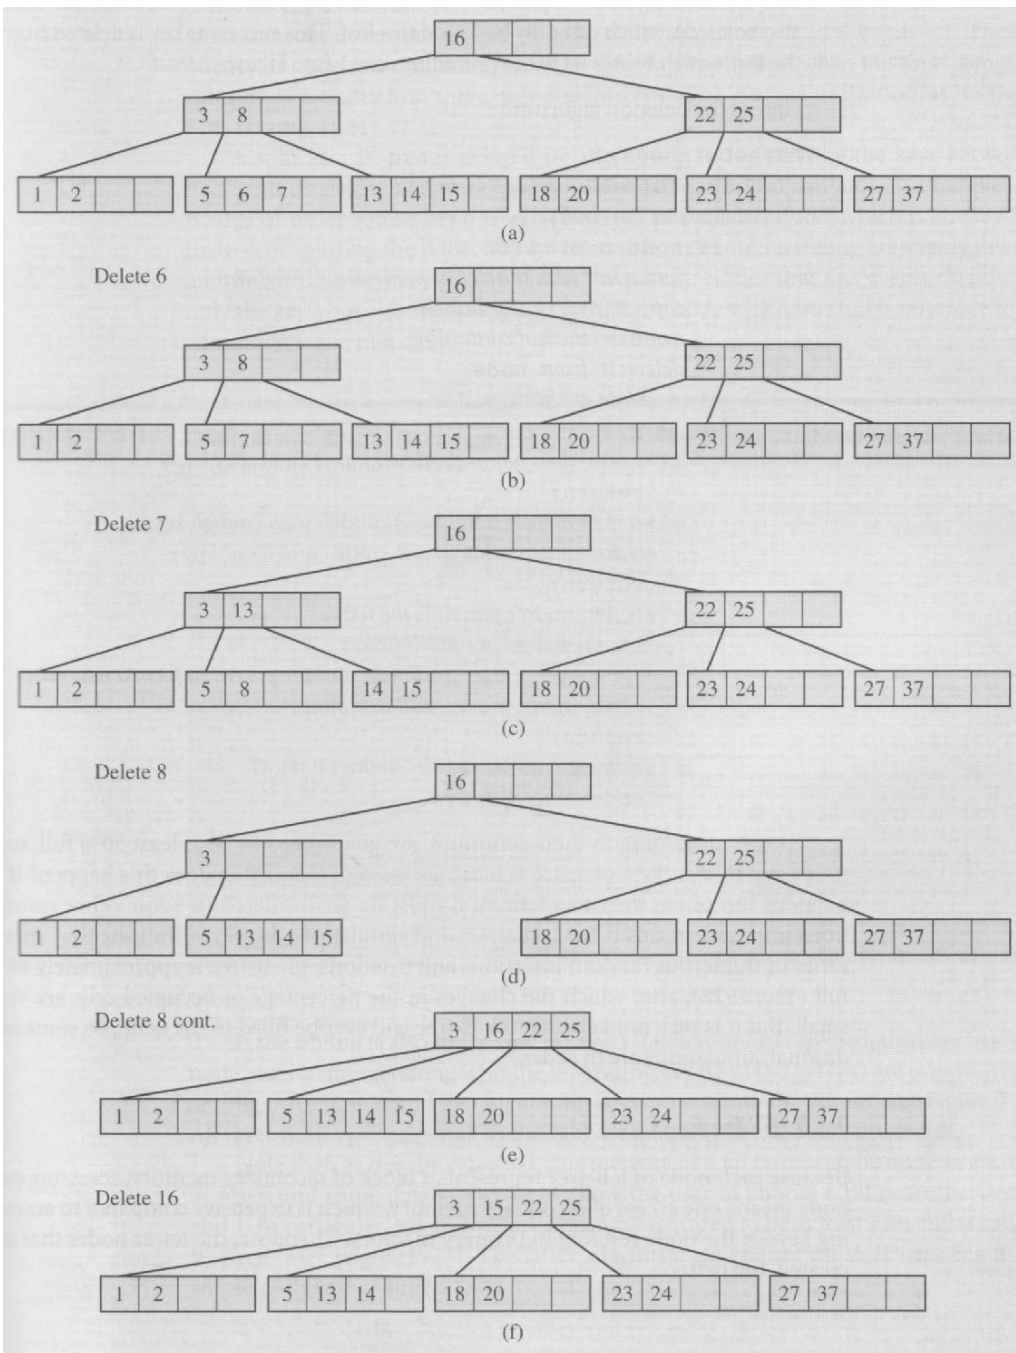 16
3 8 22 25
1 2 5 6 7 13 14 15 18 20 23 24 27 37
(a)
Delete 6
16
3 8 22 25
1 2 5 7 13 14 15 18 20 23 24 27 37
(b)
Delete 7
16
3 13 22 25
1 2 5 8 14 15 18 20 23 24 27 37
(c)
Delete 8
16
3 22 25
1 2 5 13 14 15 18 20 23 24 27 37
(d)
Delete 8 cont.
3 16 22 25
1 2 5 13 14 15 18 20 23 24 27 37
(e)
Delete 16
3 15 22 25
1 2 5 13 14 18 20 23 24 27 37
(f)